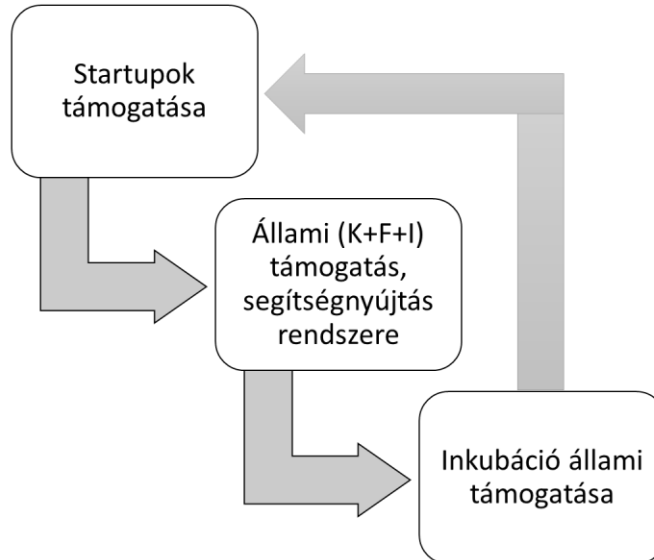 Startupok
támogatása
Állami (K+F+I)
támogatás,
segítségnyújtás
rendszere
Inkubáció állami
támogatása